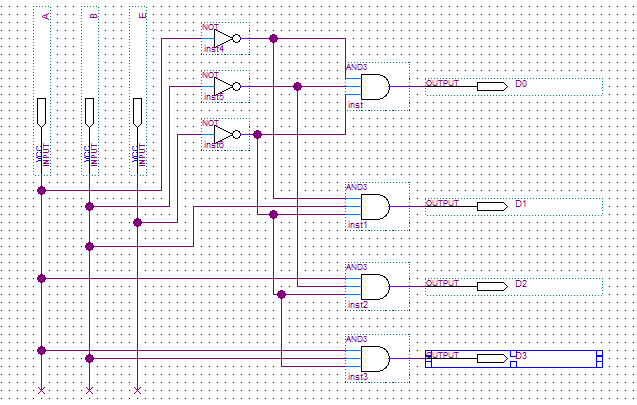 A
B
E
VCC
INPUT
VCC
INPUT
VCC
INPUT
NOT
inst4
NOT
inst5
NOT
inst6
AND3
inst
OUTPUT
D0
AND3
inst1
OUTPUT
D1
AND3
inst2
OUTPUT
D2
AND3
inst3
OUTPUT
D3